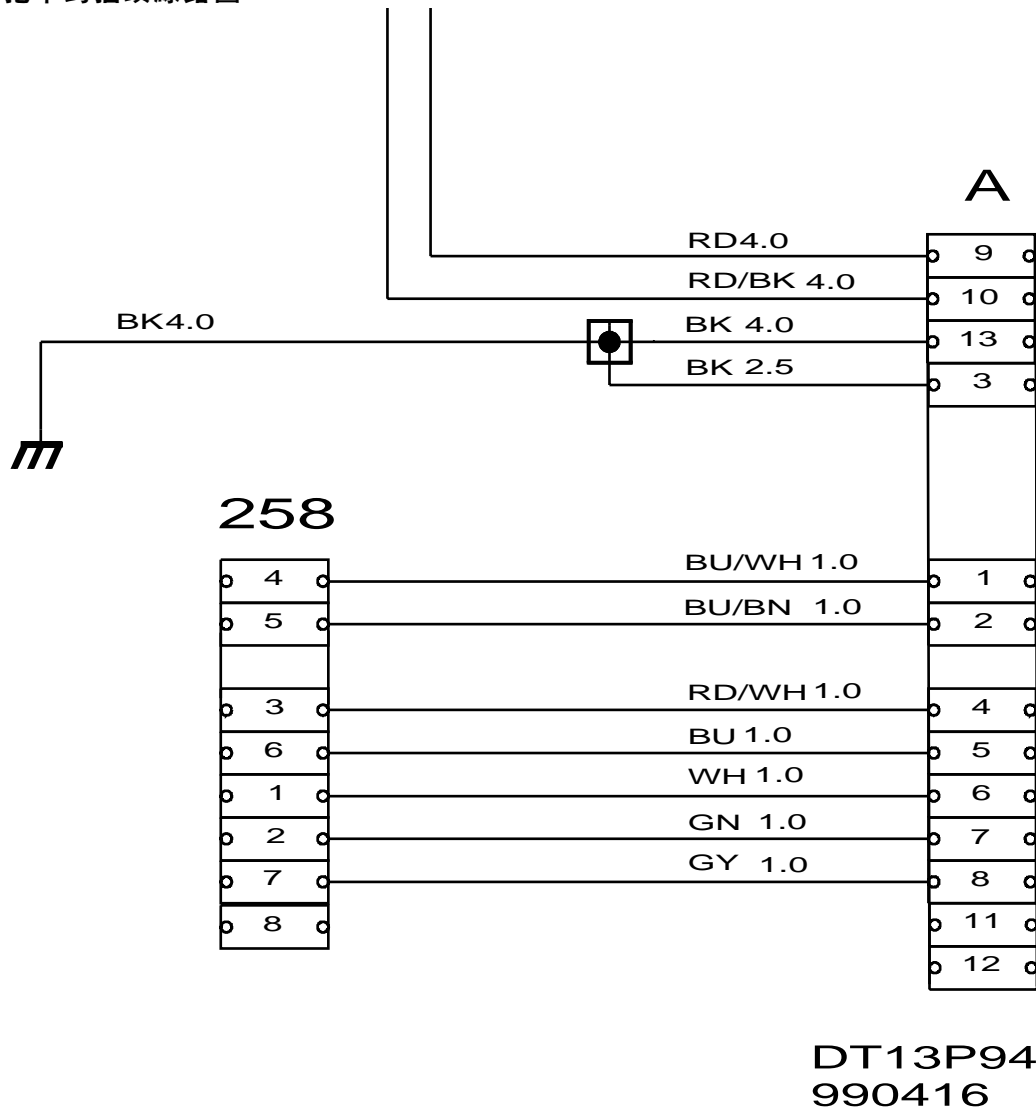 A
RD4.0 9
RD/BK 4.0 10
BK4.0 BK 4.0 13
BK 2.5 3
258
4 BU/WH 1.0 1
5 BU/BN 1.0 2
3 RD/WH 1.0 4
6 BU 1.0 5
1 WH 1.0 6
2 GN 1.0 7
7 GY 1.0 8
8 11
12
DT13P94
990416